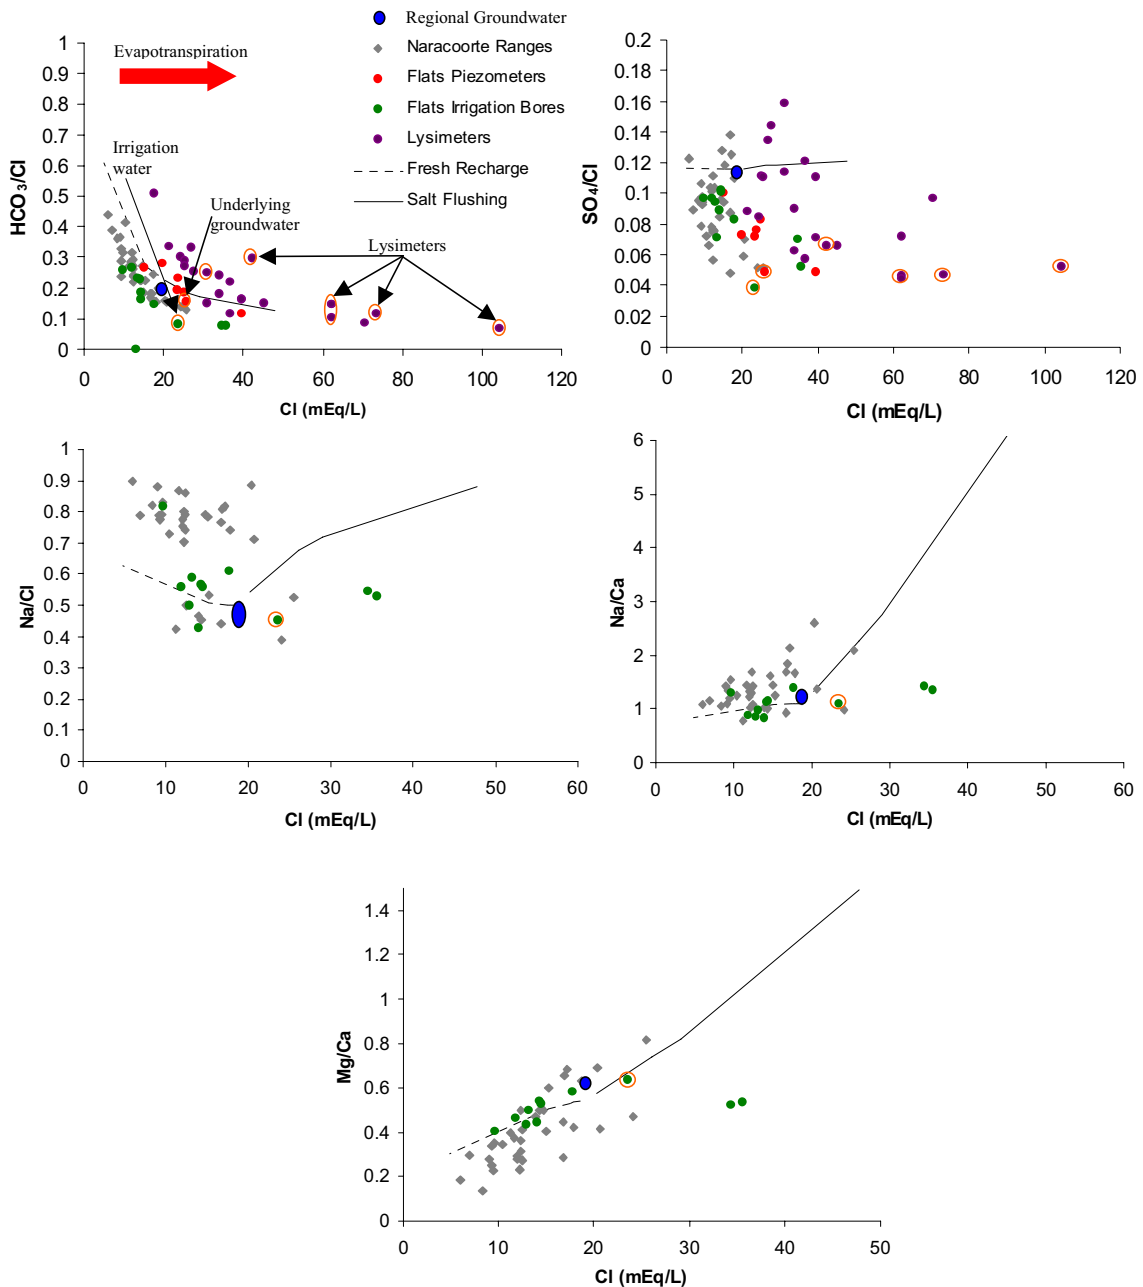 Regional Groundwater
Naracoorte Ranges
Flats Piezometers
Flats Irrigation Bores
Lysimeters
Fresh Recharge
Salt Flushing
Evapotranspiration
Irrigation
water
Underlying
groundwater
Lysimeters
HCO3/Cl
1
0.9
0.8
0.7
0.6
0.5
0.4
0.3
0.2
0.1
0
0 20 40 60 80 100 120
Cl (mEq/L)
SO4/Cl
0.2
0.18
0.16
0.14
0.12
0.1
0.08
0.06
0.04
0.02
0
0 20 40 60 80 100 120
Cl (mEq/L)
Na/Cl
1
0.9
0.8
0.7
0.6
0.5
0.4
0.3
0.2
0.1
0
0 10 20 30 40 50 60
Cl (mEq/L)
Na/Ca
6
5
4
3
2
1
0
0 10 20 30 40 50 60
Cl (mEq/L)
Mg/Ca
1.4
1.2
1
0.8
0.6
0.4
0.2
0
0 10 20 30 40 50
Cl (mEq/L)